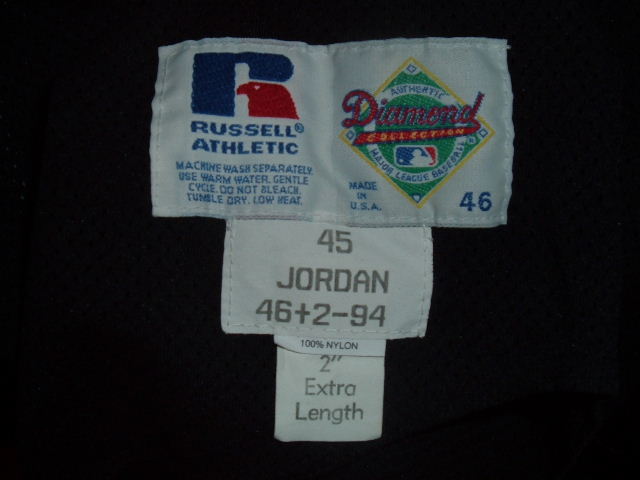 RUSSELL®
ATHLETIC
MACHINE WASH SEPARATELY.
USE WARM WATER, GENTLE
CYCLE. DO NOT BLEACH.
TUMBLE DRY, LOW HEAT.
AUTHENTIC
Diamond
COLLECTION
MAJOR LEAGUE BASEBALL
MADE
IN
U.S.A.
46
45
JORDAN
46+2-94
100% NYLON
2"
Extra
Length